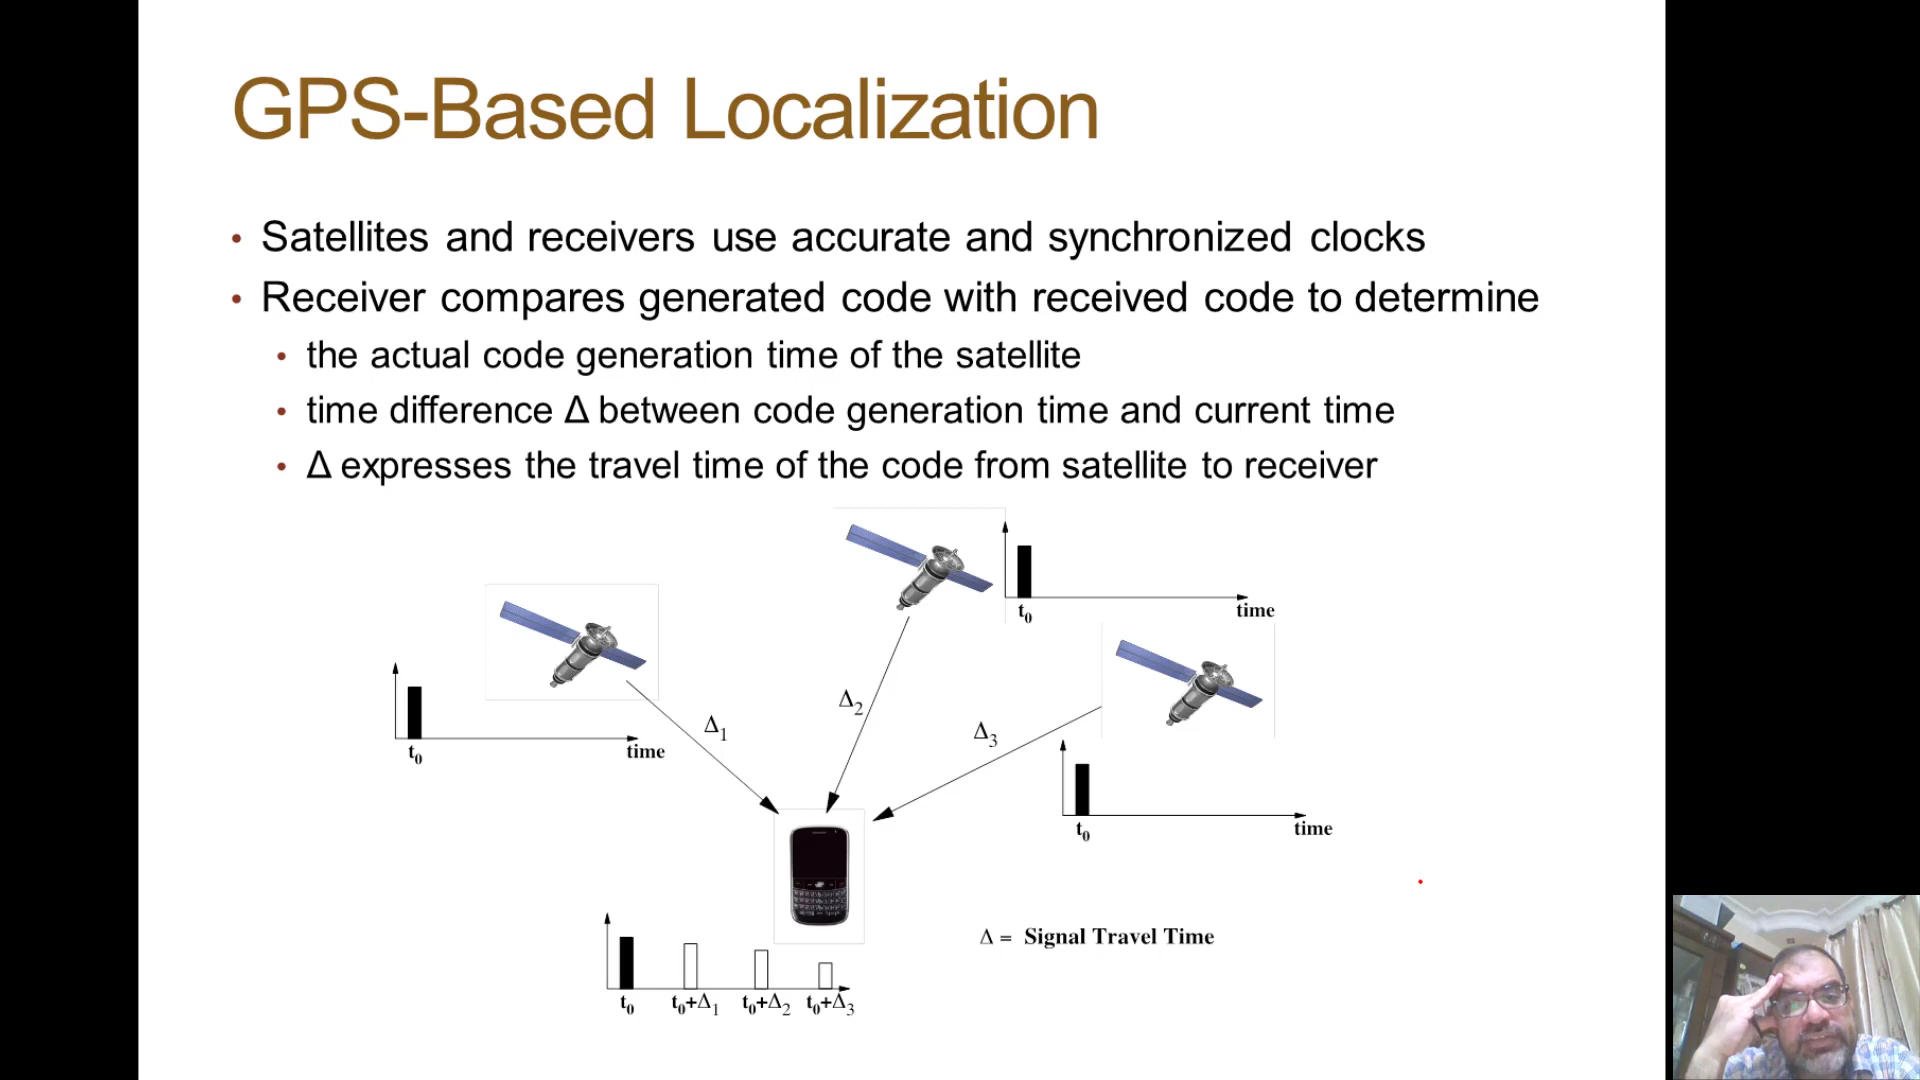 GPS-Based Localization
• Satellites and receivers use accurate and synchronized clocks
• Receiver compares generated code with received code to determine
• the actual code generation time of the satellite
• time difference Δ between code generation time and current time
• Δ expresses the travel time of the code from satellite to receiver
t₀
time
t₀
time
Δ₁
Δ₂
Δ₃
t₀
time
Δ = Signal Travel Time
t₀ t₀+Δ₁ t₀+Δ₂ t₀+Δ₃